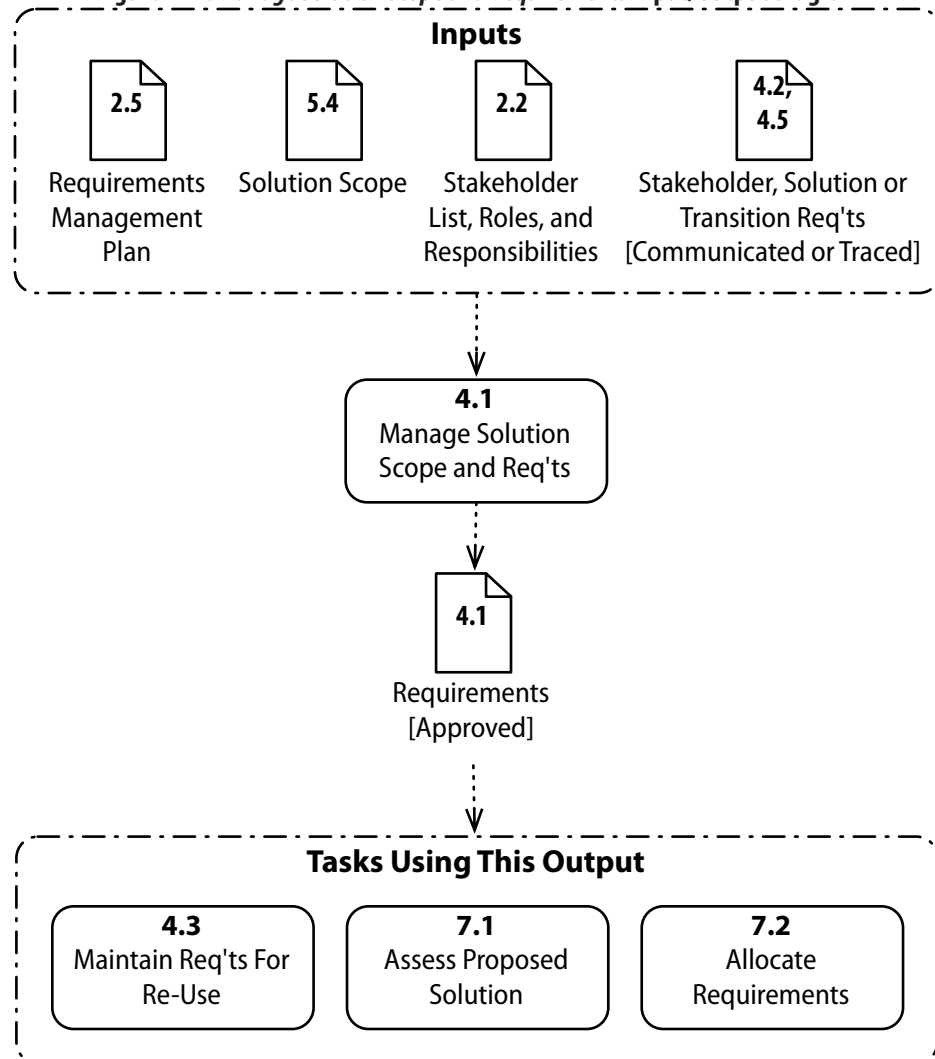 Inputs
2.5
5.4
2.2
4.2,
4.5
Requirements
Management
Plan
Solution Scope
Stakeholder
List, Roles, and
Responsibilities
Stakeholder, Solution or
Transition Req'ts
[Communicated or Traced]
4.1
Manage Solution
Scope and Req'ts
4.1
Requirements
[Approved]
Tasks Using This Output
4.3
Maintain Req'ts For
Re-Use
7.1
Assess Proposed
Solution
7.2
Allocate
Requirements